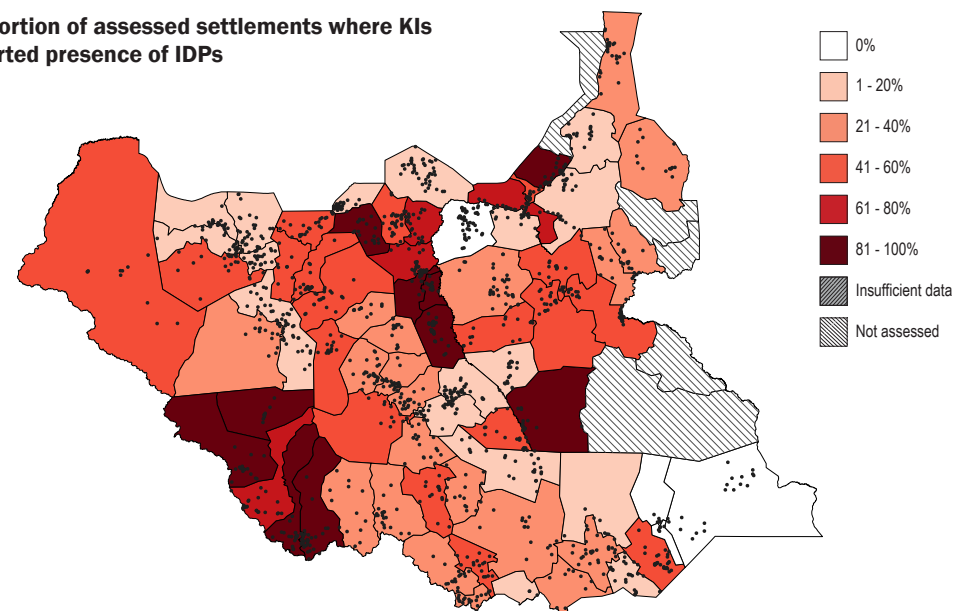 ortion of assessed settlements where KIs
rted presence of IDPs
0%
1 - 20%
21 - 40%
41 - 60%
61 - 80%
81 - 100%
Insufficient data
Not assessed